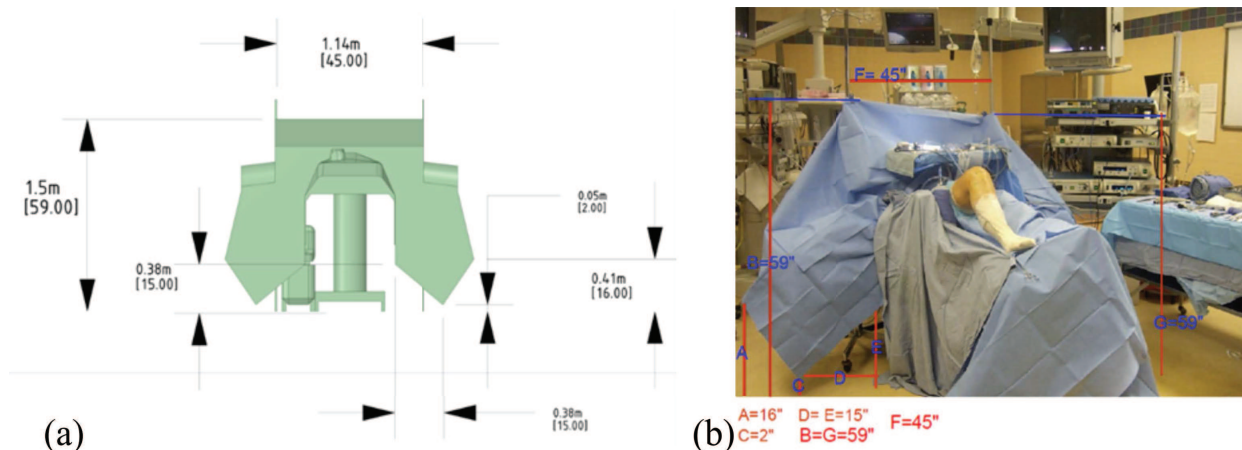 1.14m
[45.00]
1.5m
[59.00]
0.05m
[2.00]
0.38m
[15.00]
0.41m
[16.00]
0.38m
[15.00]
(a)
F= 45"
B=59"
G=59"
A
E
C
D
A=16" D= E=15" F=45"
C=2" B=G=59"
(b)